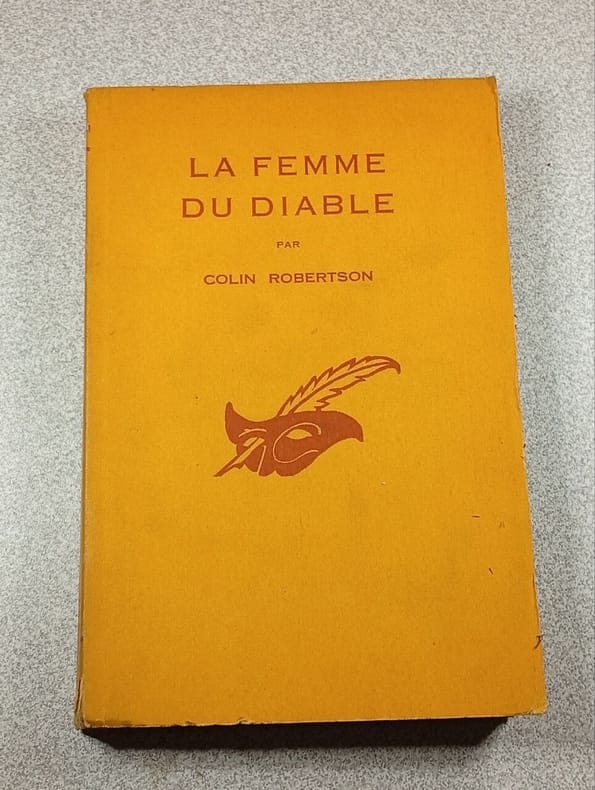 LA FEMME
DU DIABLE
PAR
COLIN ROBERTSON